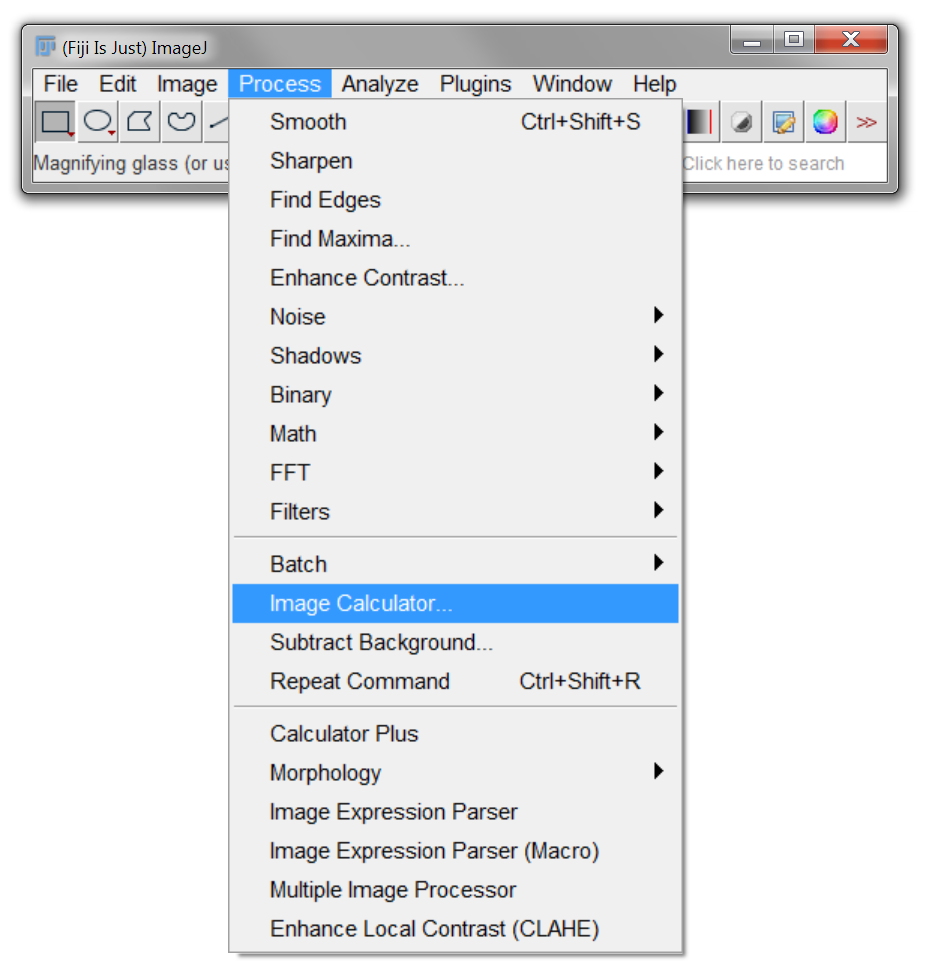 (Fiji Is Just) ImageJ
File Edit Image Process Analyze Plugins Window Help
Magnifying glass (or us
Click here to search
Smooth Ctrl+Shift+S
Sharpen
Find Edges
Find Maxima...
Enhance Contrast...
Noise
Shadows
Binary
Math
FFT
Filters
Batch
Image Calculator...
Subtract Background...
Repeat Command Ctrl+Shift+R
Calculator Plus
Morphology
Image Expression Parser
Image Expression Parser (Macro)
Multiple Image Processor
Enhance Local Contrast (CLAHE)